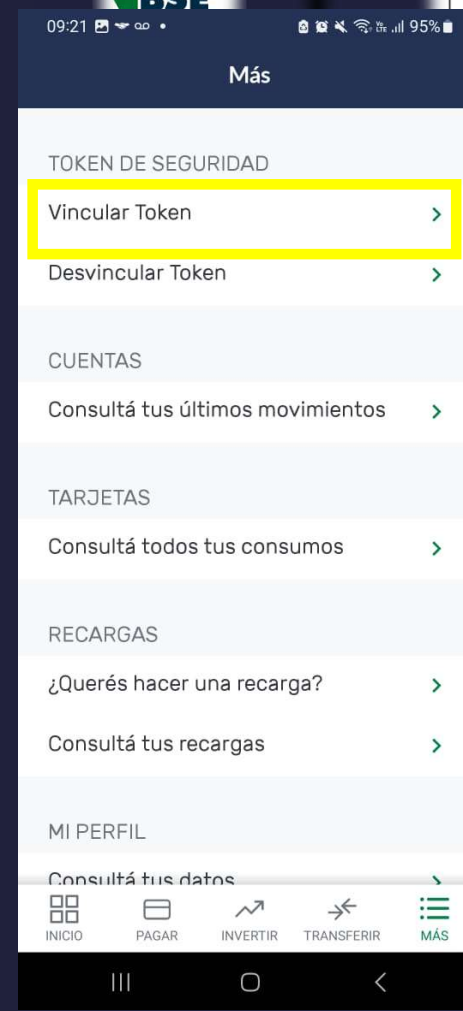 BSE
09:21 95%
Más
TOKEN DE SEGURIDAD
Vincular Token
Desvincular Token
CUENTAS
Consultá tus últimos movimientos
TARJETAS
Consultá todos tus consumos
RECARGAS
¿Querés hacer una recarga?
Consultá tus recargas
MI PERFIL
Consultá tus datos
INICIO PAGAR INVERTIR TRANSFERIR MÁS